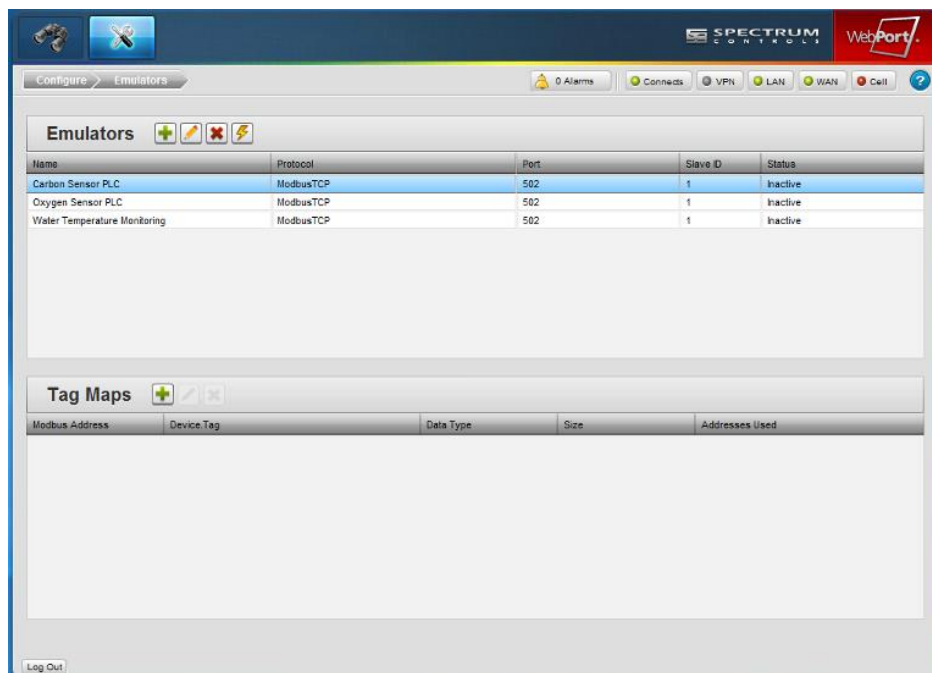 SPECTRUM
CONTROLS
WebPort.
Configure Emulators 0 Alarms Connects VPN LAN WAN Cell ?
Emulators
Name Protocol Port Slave ID Status
Carbon Sensor PLC ModbusTCP 502 1 Inactive
Oxygen Sensor PLC ModbusTCP 502 1 Inactive
Water Temperature Monitoring ModbusTCP 502 1 Inactive
Tag Maps
Modbus Address Device.Tag Data Type Size Addresses Used
Log Out